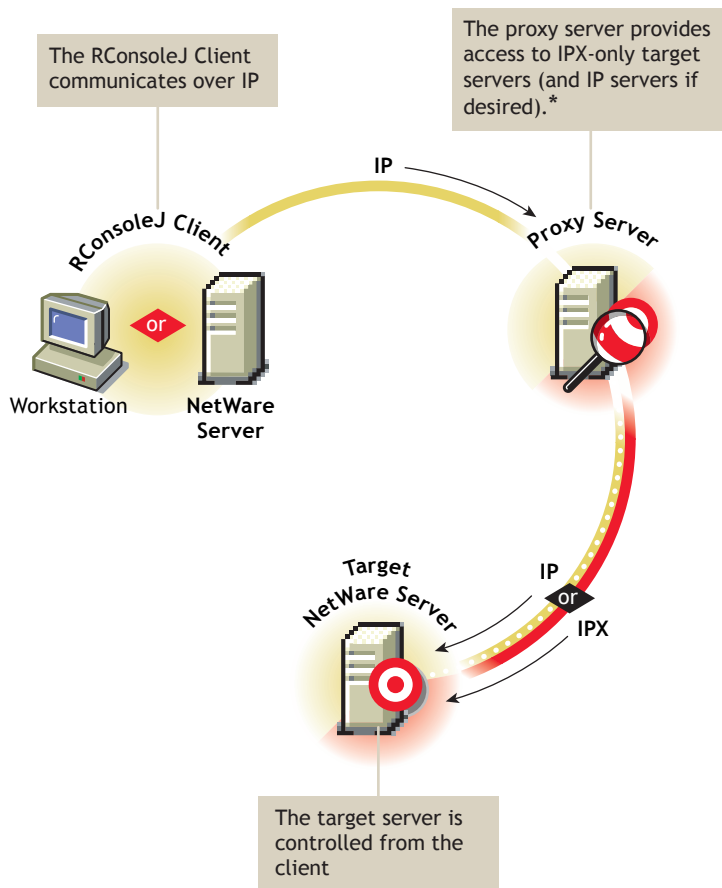 The RConsoleJ Client
communicates over IP
The proxy server provides
access to IPX-only target
servers (and IP servers if
desired).*
IP
RConsoleJ Client
Proxy Server
or
Workstation
NetWare
Server
Target
NetWare Server
IP
or
IPX
The target server is
controlled from the
client